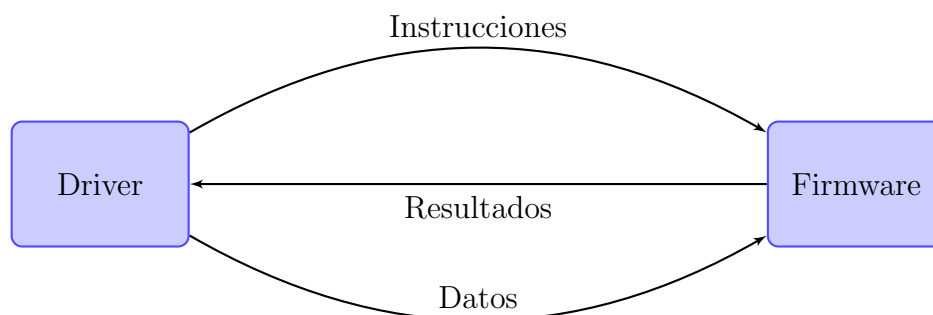 Instrucciones
Driver
Firmware
Resultados
Datos